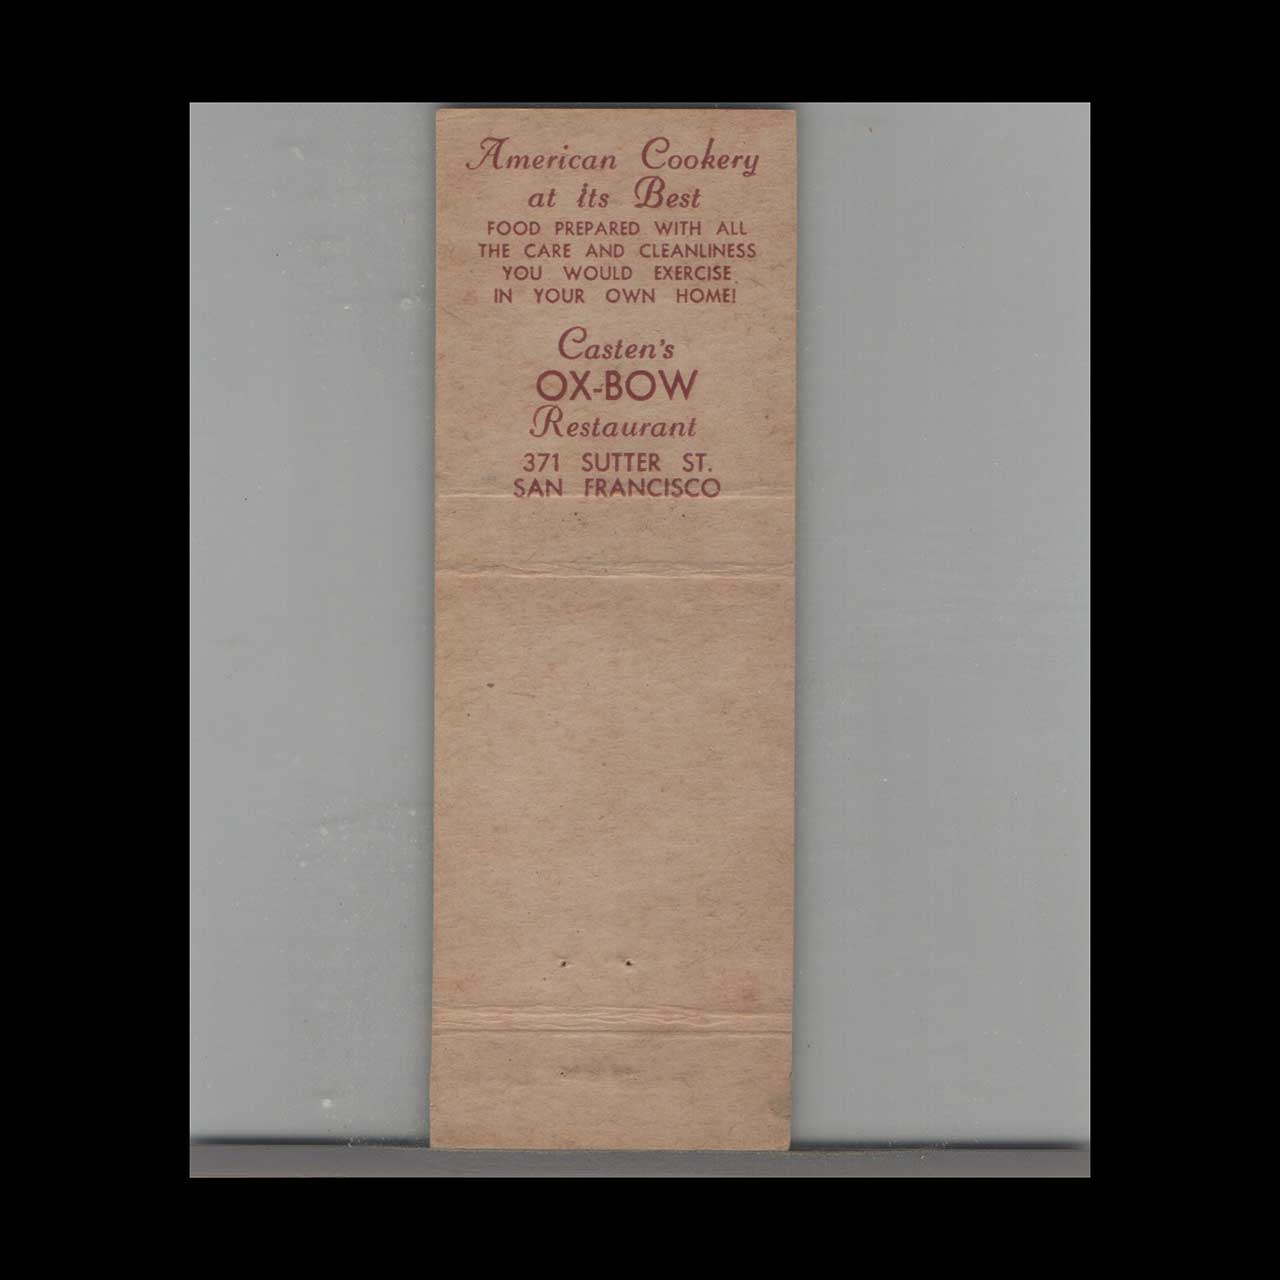 American Cookery
at its Best
FOOD PREPARED WITH ALL
THE CARE AND CLEANLINESS
YOU WOULD EXERCISE
IN YOUR OWN HOME!
Casten's
OX-BOW
Restaurant
371 SUTTER ST.
SAN FRANCISCO